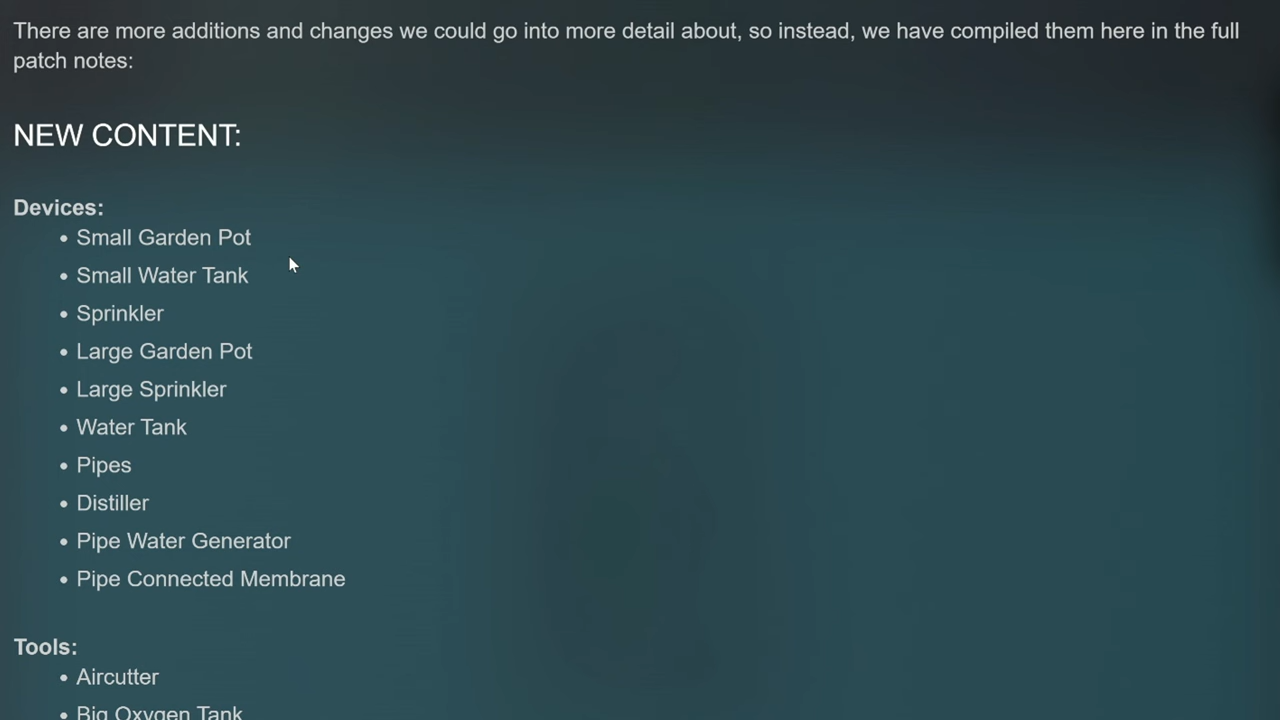 There are more additions and changes we could go into more detail about, so instead, we have compiled them here in the full
patch notes:
NEW CONTENT:
Devices:
• Small Garden Pot
• Small Water Tank
• Sprinkler
• Large Garden Pot
• Large Sprinkler
• Water Tank
• Pipes
• Distiller
• Pipe Water Generator
• Pipe Connected Membrane
Tools:
• Aircutter
• Big Oxygen Tank